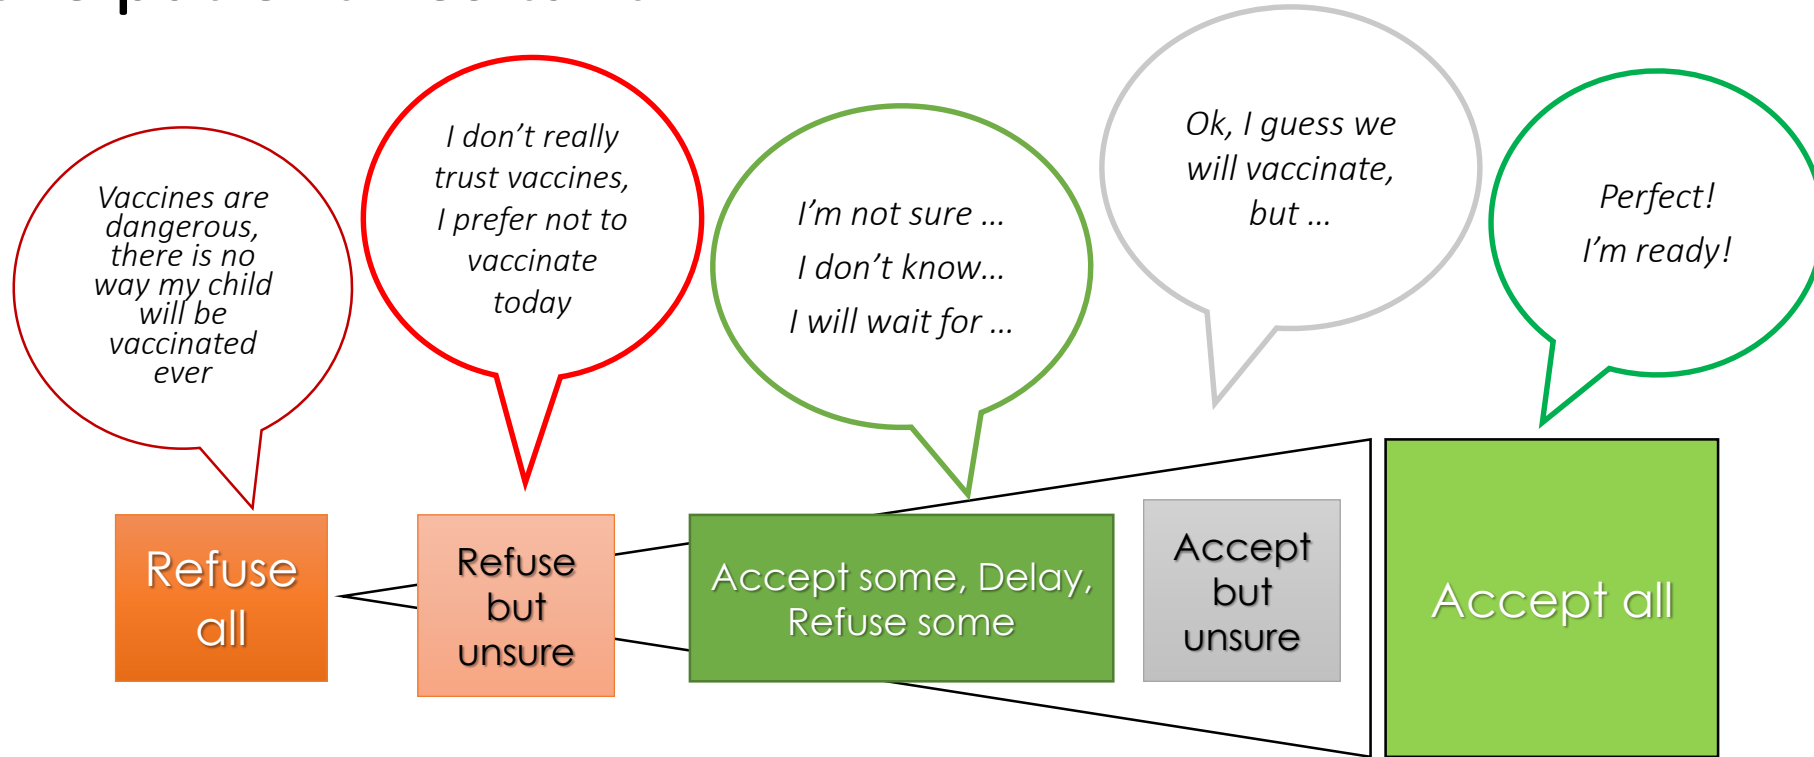 Vaccines are
dangerous,
there is no
way my child
will be
vaccinated
ever
I don’t really
trust vaccines,
I prefer not to
vaccinate
today
I’m not sure ...
I don’t know...
I will wait for ...
Ok, I guess we
will vaccinate,
but ...
Perfect!
I’m ready!
Refuse
all
Refuse
but
unsure
Accept some, Delay,
Refuse some
Accept
but
unsure
Accept all